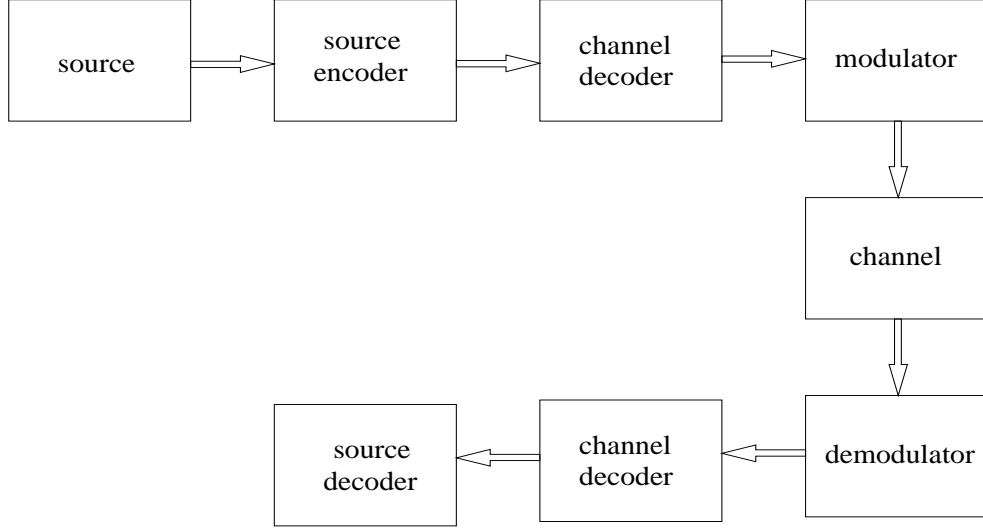 source
source
encoder
channel
decoder
modulator
channel
demodulator
channel
decoder
source
decoder